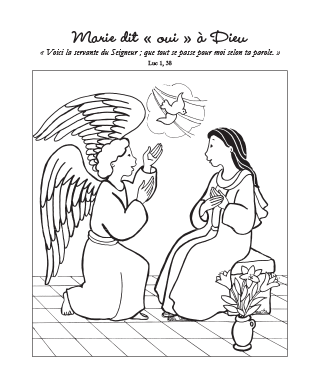 Marie dit « oui » à Dieu
« Voici la servante du Seigneur ; que tout se passe pour moi selon ta parole. »
Luc 1, 38